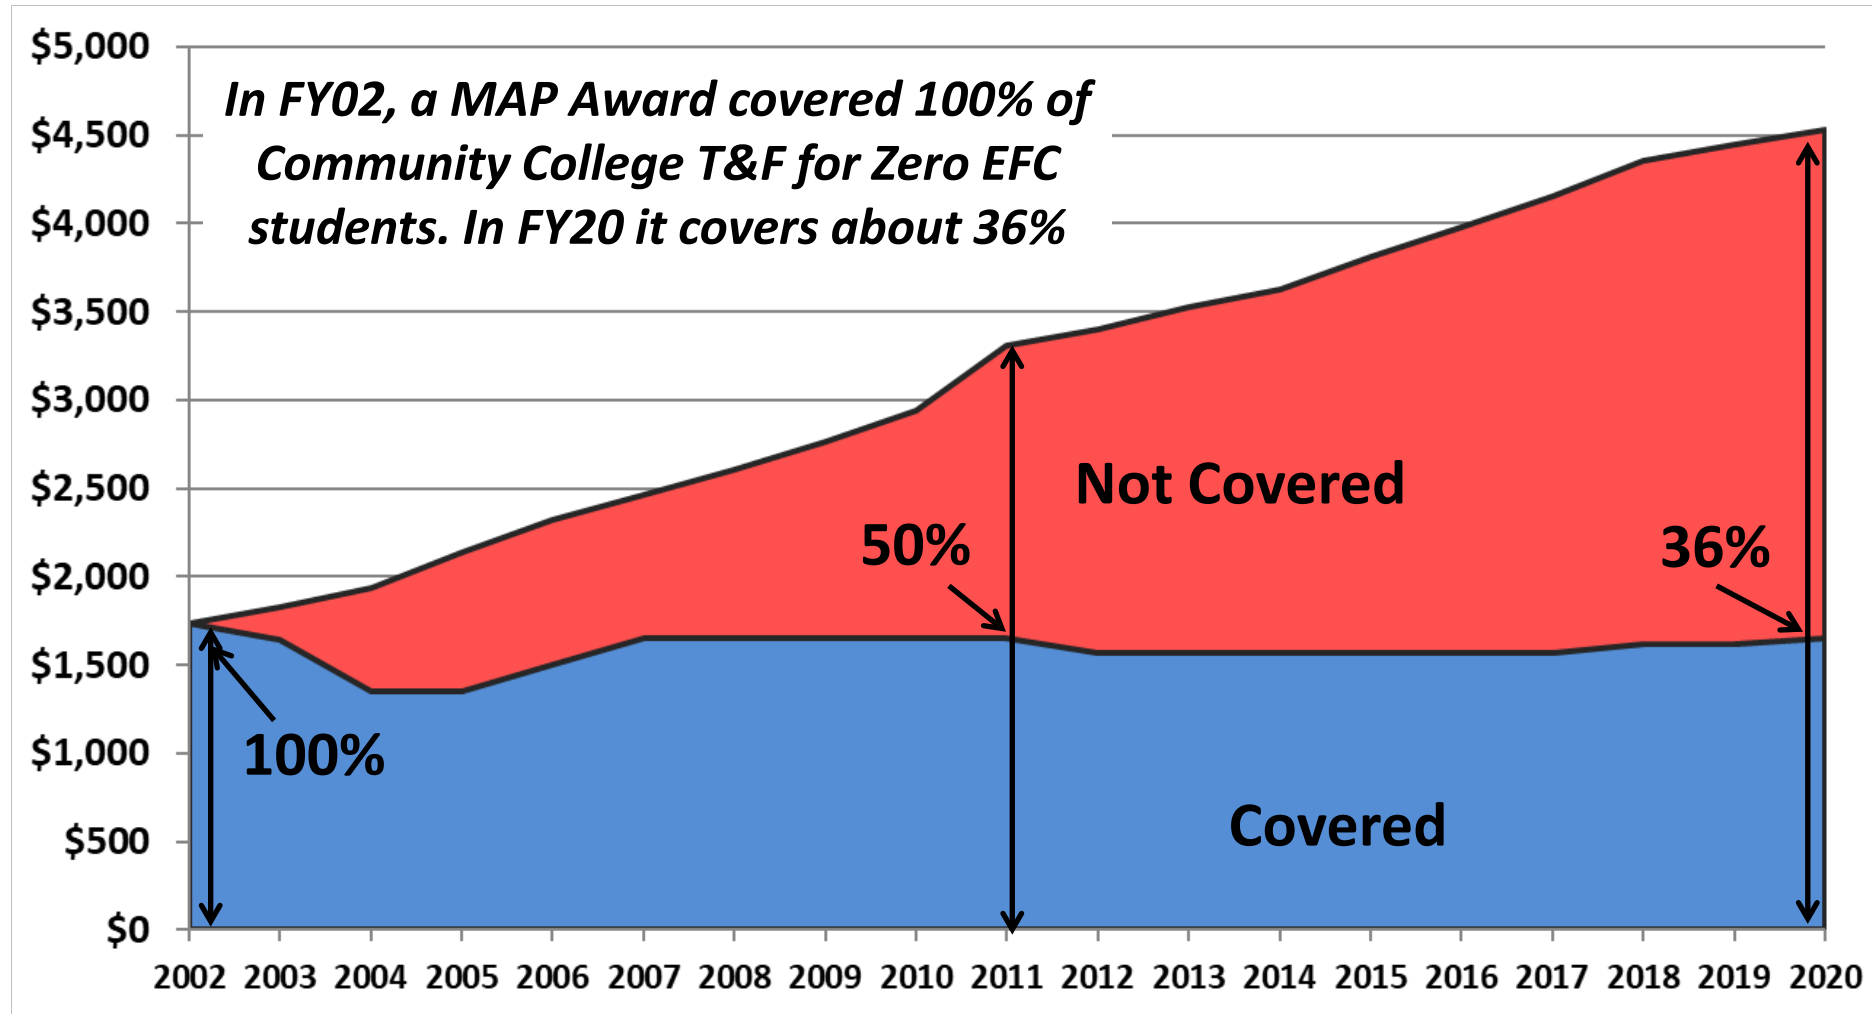 $5,000
$4,500
$4,000
$3,500
$3,000
$2,500
$2,000
$1,500
$1,000
$500
$0
In FY02, a MAP Award covered 100% of
Community College T&F for Zero EFC
students. In FY20 it covers about 36%
Not Covered
50%
36%
100%
Covered
2002 2003 2004 2005 2006 2007 2008 2009 2010 2011 2012 2013 2014 2015 2016 2017 2018 2019 2020